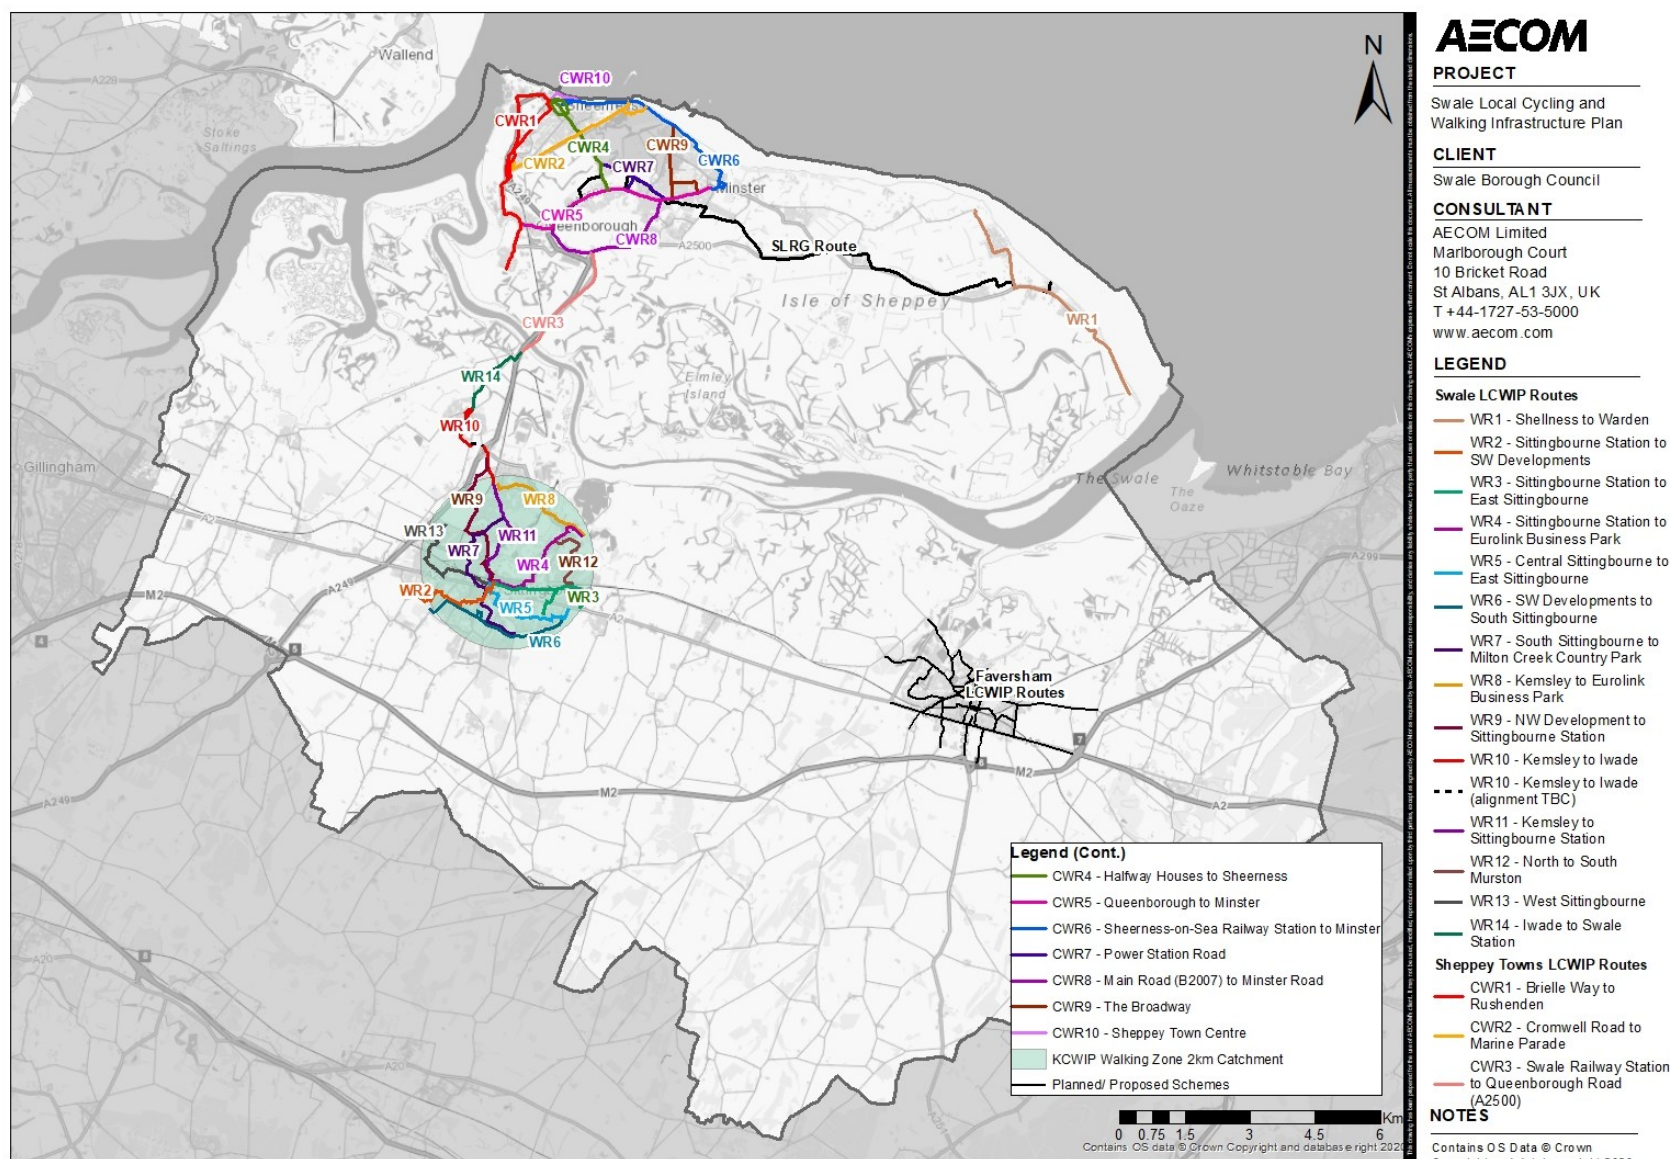 Wallend
A228
Stoke
Saltings
CWR10
Sheerness
CWR1
CWR4
CWR9
CWR2
CWR7
CWR6
Minster
A249
CWR5
Queenborough
CWR8
A2500
SLRG Route
Isle of Sheppey
CWR3
WR1
WR14
Elmley
Island
WR10
Gillingham
The Swale
Whitstable Bay
The
Oaze
WR9
WR8
A2
WR13
WR11
WR7
WR4
WR12
A299
A249
M2
WR2
WR5
WR3
A2
WR6
4
5
Faversham
LCWIP Routes
7
6
M2
M2
A2
A249
A20
4
A20
N
Legend (Cont.)
CWR4 - Halfway Houses to Sheerness
CWR5 - Queenborough to Minster
CWR6 - Sheerness-on-Sea Railway Station to Minster
CWR7 - Power Station Road
CWR8 - Main Road (B2007) to Minster Road
CWR9 - The Broadway
CWR10 - Sheppey Town Centre
KCWIP Walking Zone 2km Catchment
Planned/ Proposed Schemes
Km
0 0.75 1.5 3 4.5 6
Contains OS data © Crown Copyright and database right 2020
AECOM
PROJECT
Swale Local Cycling and
Walking Infrastructure Plan
CLIENT
Swale Borough Council
CONSULTANT
AECOM Limited
Marlborough Court
10 Bricket Road
St Albans, AL1 3JX, UK
T +44-1727-53-5000
www.aecom.com
LEGEND
Swale LCWIP Routes
WR1 - Shellness to Warden
WR2 - Sittingbourne Station to
SW Developments
WR3 - Sittingbourne Station to
East Sittingbourne
WR4 - Sittingbourne Station to
Eurolink Business Park
WR5 - Central Sittingbourne to
East Sittingbourne
WR6 - SW Developments to
South Sittingbourne
WR7 - South Sittingbourne to
Milton Creek Country Park
WR8 - Kemsley to Eurolink
Business Park
WR9 - NW Development to
Sittingbourne Station
WR10 - Kemsley to Iwade
WR10 - Kemsley to Iwade
(alignment TBC)
WR11 - Kemsley to
Sittingbourne Station
WR12 - North to South
Murston
WR13 - West Sittingbourne
WR14 - Iwade to Swale
Station
Sheppey Towns LCWIP Routes
CWR1 - Brielle Way to
Rushenden
CWR2 - Cromwell Road to
Marine Parade
CWR3 - Swale Railway Station
to Queenborough Road
(A2500)
NOTES
Contains OS Data © Crown